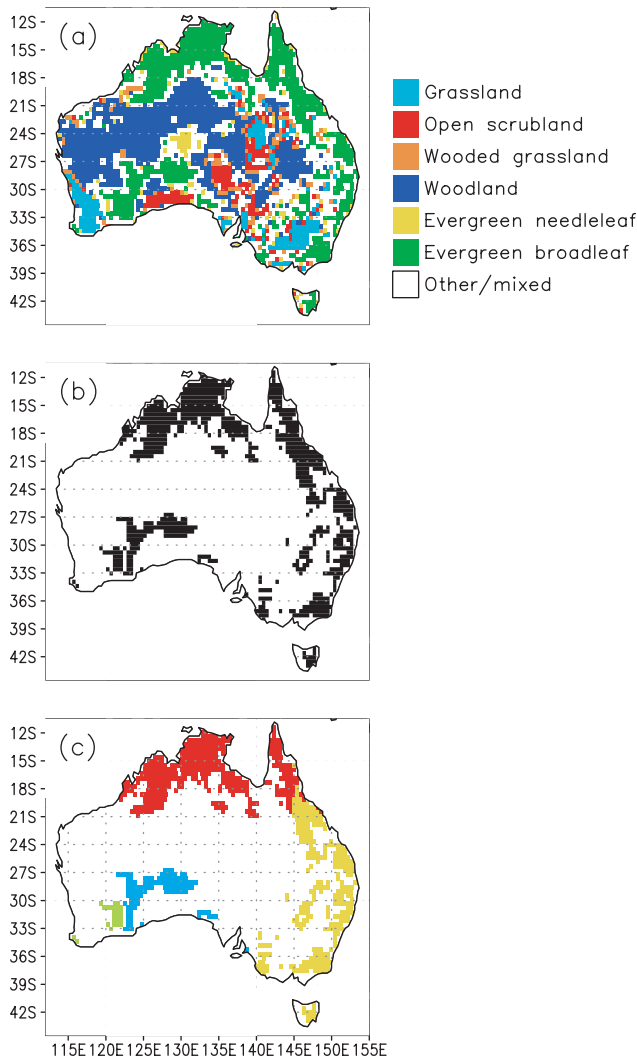 (a)
12S
15S
18S
21S
24S
27S
30S
33S
36S
39S
42S
Grassland
Open scrubland
Wooded grassland
Woodland
Evergreen needleleaf
Evergreen broadleaf
Other/mixed
(b)
12S
15S
18S
21S
24S
27S
30S
33S
36S
39S
42S
(c)
12S
15S
18S
21S
24S
27S
30S
33S
36S
39S
42S
115E 120E 125E 130E 135E 140E 145E 150E 155E